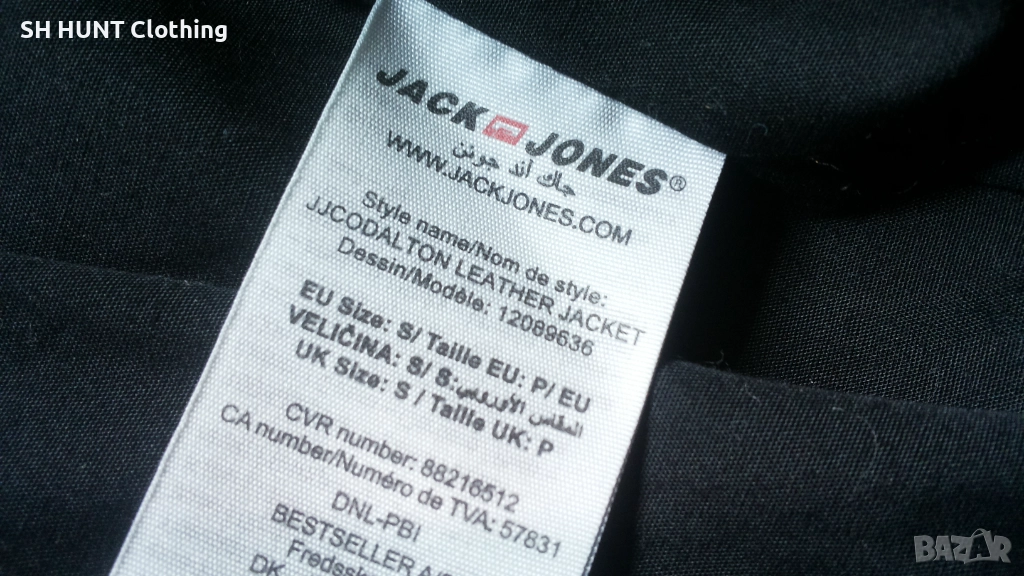 SH HUNT Clothing
JACK JONES®
جاك أند جونز
WWW.JACKJONES.COM
Style name/Nom de style:
JJCODALTON LEATHER JACKET
Dessin/Modèle: 12089636
EU Size: S/ Taille EU: P/ EU
VELIČINA: S/ S:المقاس الأوروبي
UK Size: S / Taille UK: P
CVR number: 88216512
CA number/Numéro de TVA: 57831
DNL-PBI
BESTSELLER
DK
BAZAR